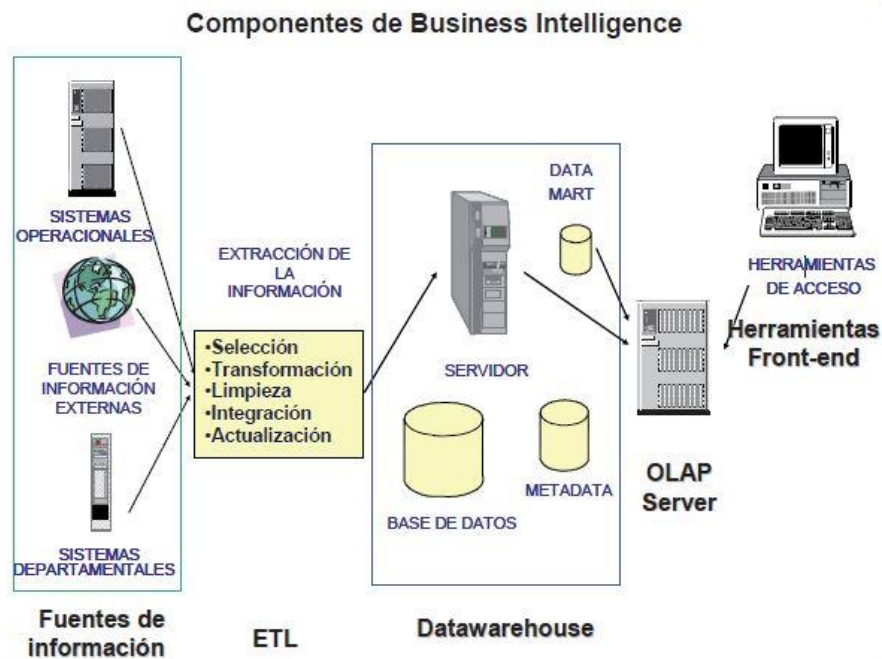 Componentes de Business Intelligence
SISTEMAS
OPERACIONALES
FUENTES DE
INFORMACIÓN
EXTERNAS
SISTEMAS
DEPARTAMENTALES
Fuentes de
información
EXTRACCIÓN DE
LA
INFORMACIÓN
•Selección
•Transformación
•Limpieza
•Integración
•Actualización
ETL
DATA
MART
SERVIDOR
BASE DE DATOS
METADATA
Datawarehouse
OLAP
Server
HERRAMIENTAS
DE ACCESO
Herramientas
Front-end